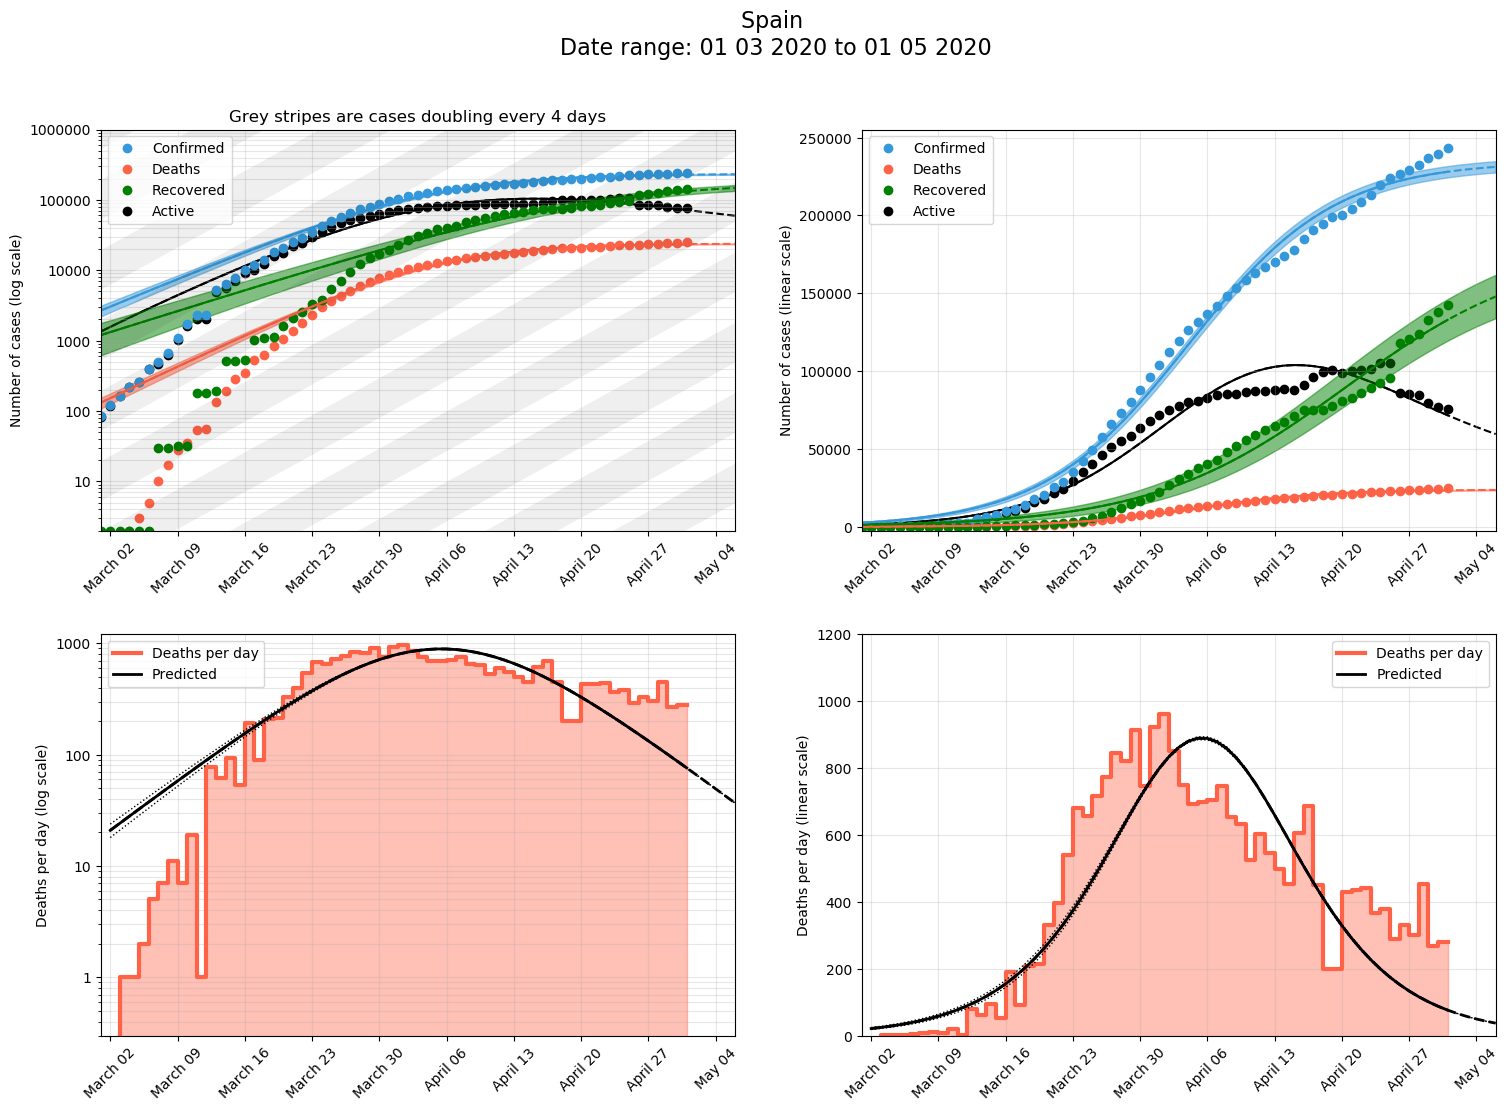 Spain
Date range: 01 03 2020 to 01 05 2020
Grey stripes are cases doubling every 4 days
Number of cases (log scale)
1000000
100000
10000
1000
100
10
Confirmed
Deaths
Recovered
Active
March 02
March 09
March 16
March 23
March 30
April 06
April 13
April 20
April 27
May 04
Number of cases (linear scale)
250000
200000
150000
100000
50000
0
Confirmed
Deaths
Recovered
Active
March 02
March 09
March 16
March 23
March 30
April 06
April 13
April 20
April 27
May 04
Deaths per day (log scale)
1000
100
10
1
Deaths per day
Predicted
March 02
March 09
March 16
March 23
March 30
April 06
April 13
April 20
April 27
May 04
Deaths per day (linear scale)
1200
1000
800
600
400
200
0
Deaths per day
Predicted
March 02
March 09
March 16
March 23
March 30
April 06
April 13
April 20
April 27
May 04